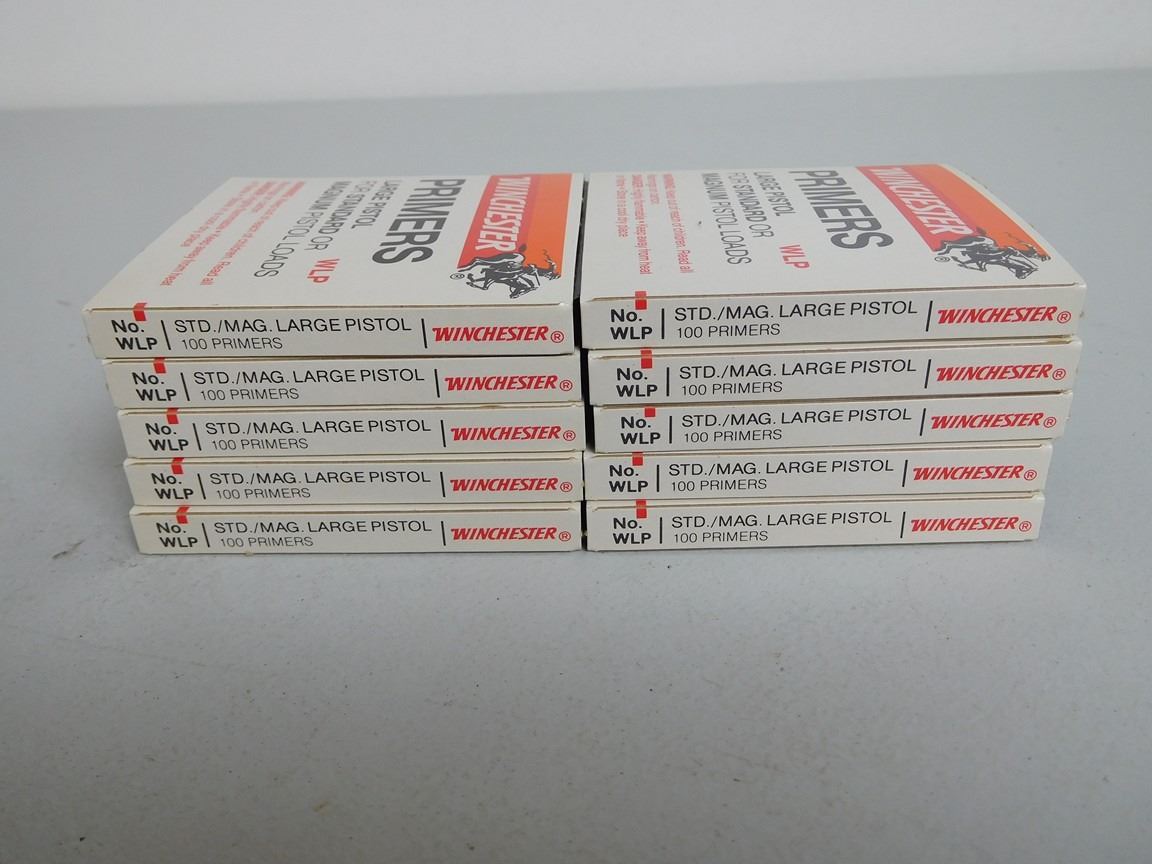 WINCHESTER
PRIMERS
LARGE PISTOL
FOR STANDARD OR
MAGNUM PISTOL LOADS
WLP
WINCHESTER
PRIMERS
LARGE PISTOL
FOR STANDARD OR
MAGNUM PISTOL LOADS
WLP
No. WLP | STD./MAG. LARGE PISTOL
100 PRIMERS
WINCHESTER®
No. WLP | STD./MAG. LARGE PISTOL
100 PRIMERS
WINCHESTER®
No. WLP | STD./MAG. LARGE PISTOL
100 PRIMERS
WINCHESTER®
No. WLP | STD./MAG. LARGE PISTOL
100 PRIMERS
WINCHESTER®
No. WLP | STD./MAG. LARGE PISTOL
100 PRIMERS
WINCHESTER®
No. WLP | STD./MAG. LARGE PISTOL
100 PRIMERS
WINCHESTER®
No. WLP | STD./MAG. LARGE PISTOL
100 PRIMERS
WINCHESTER®
No. WLP | STD./MAG. LARGE PISTOL
100 PRIMERS
WINCHESTER®
No. WLP | STD./MAG. LARGE PISTOL
100 PRIMERS
WINCHESTER®
No. WLP | STD./MAG. LARGE PISTOL
100 PRIMERS
WINCHESTER®